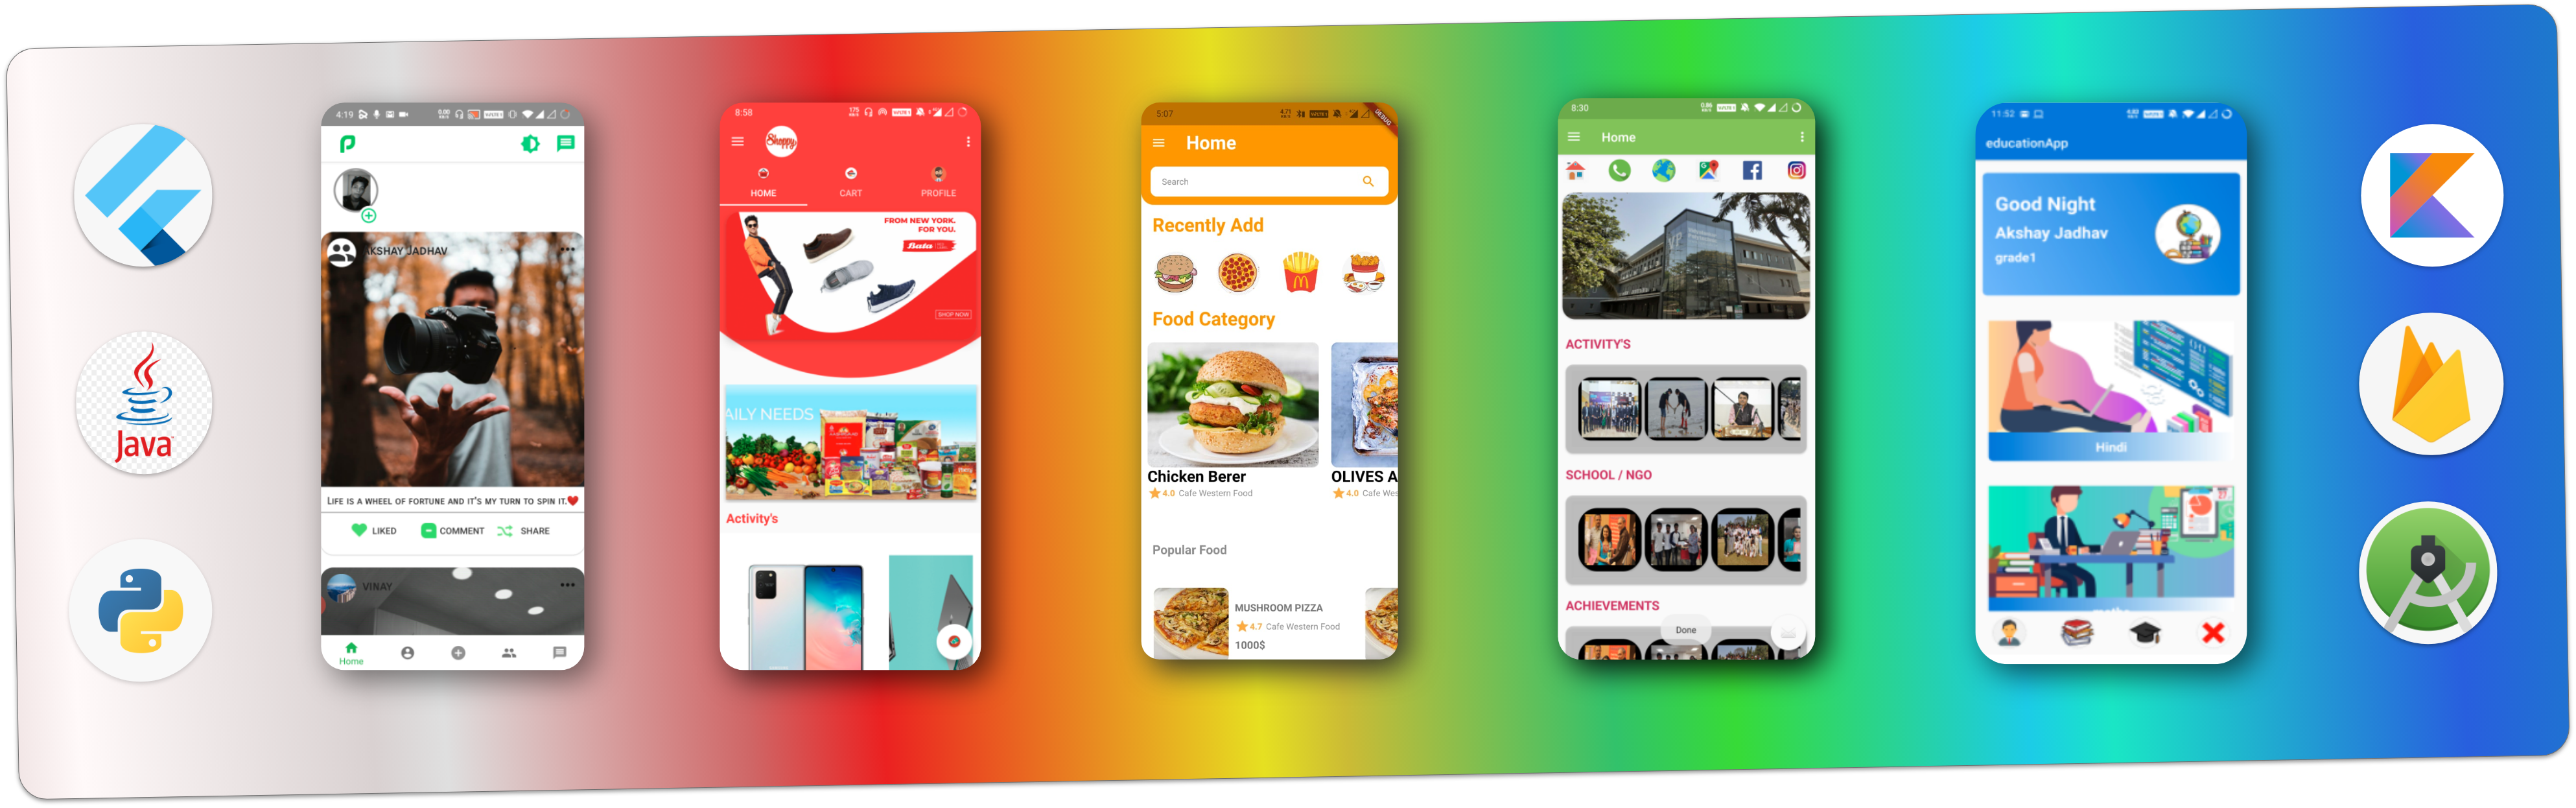 Java
4:19
AKSHAY JADHAV
LIFE IS A WHEEL OF FORTUNE AND IT'S MY TURN TO SPIN IT.❤
LIKED COMMENT SHARE
VINAY
Home
8:58
Shoppy
HOME CART PROFILE
FROM NEW YORK.
FOR YOU.
Bata
SHOP NOW
AILY NEEDS
Activity's
5:07
DEBUG
Home
Search
Recently Add
Food Category
Chicken Berer OLIVES A
4.0 Cafe Western Food 4.0 Cafe Wes
Popular Food
MUSHROOM PIZZA
4.7 Cafe Western Food
1000$
8:30
Home
ACTIVITY'S
SCHOOL / NGO
ACHIEVEMENTS
Done
11:52
educationApp
Good Night
Akshay Jadhav
grade1
Hindi